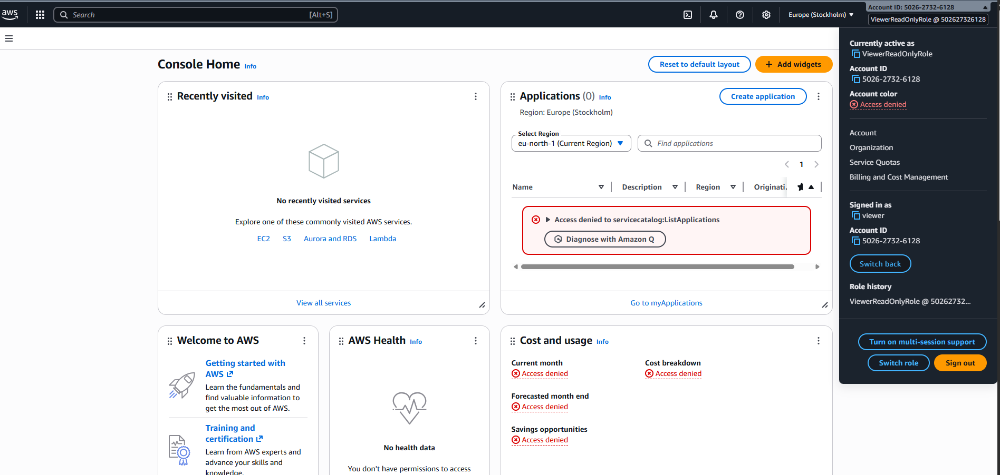 aws
Search [Alt+S]
Europe (Stockholm)
Account ID: 5026-2732-6128
ViewerReadOnlyRole @ 502627326128
Console Home Info
Reset to default layout
Add widgets
Recently visited Info
No recently visited services
Explore one of these commonly visited AWS services.
EC2 S3 Aurora and RDS Lambda
View all services
Applications (0) Info
Create application
Region: Europe (Stockholm)
Select Region
eu-north-1 (Current Region)
Find applications
1
Name Description Region Originati.
Access denied to servicecatalog:ListApplications
Diagnose with Amazon Q
Go to myApplications
Welcome to AWS
Getting started with
AWS
Learn the fundamentals and
find valuable information to
get the most out of AWS.
Training and
certification
Learn from AWS experts and
advance your skills and
knowledge.
AWS Health Info
No health data
You don't have permissions to access
Cost and usage Info
Current month
Access denied
Cost breakdown
Access denied
Forecasted month end
Access denied
Savings opportunities
Access denied
Currently active as
ViewerReadOnlyRole
Account ID
5026-2732-6128
Account color
Access denied
Account
Organization
Service Quotas
Billing and Cost Management
Signed in as
viewer
Account ID
5026-2732-6128
Switch back
Role history
ViewerReadOnlyRole @ 50262732...
Turn on multi-session support
Switch role
Sign out